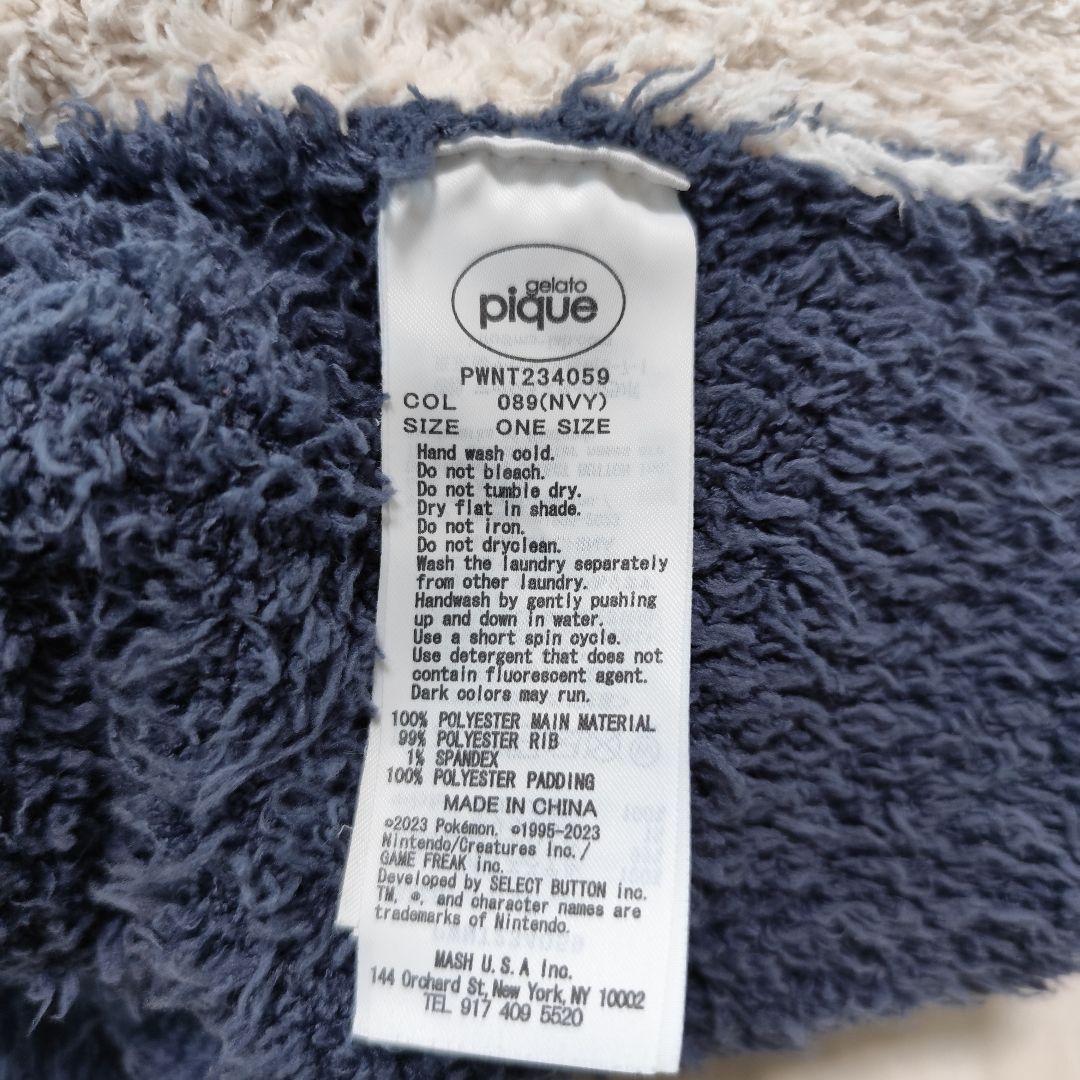 gelato
pique
PWNT234059
COL 089(NVY)
SIZE ONE SIZE
Hand wash cold.
Do not bleach.
Do not tumble dry.
Dry flat in shade.
Do not iron.
Do not dryclean.
Wash the laundry separately
from other laundry.
Handwash by gently pushing
up and down in water.
Use a short spin cycle.
Use detergent that does not
contain fluorescent agent.
Dark colors may run.
100% POLYESTER MAIN MATERIAL
99% POLYESTER RIB
1% SPANDEX
100% POLYESTER PADDING
MADE IN CHINA
©2023 Pokémon. ©1995-2023
Nintendo/Creatures Inc./
GAME FREAK inc.
Developed by SELECT BUTTON inc.
TM, ®, and character names are
trademarks of Nintendo.
MASH U.S.A Inc.
144 Orchard St, New York, NY 10002
TEL 917 409 5520